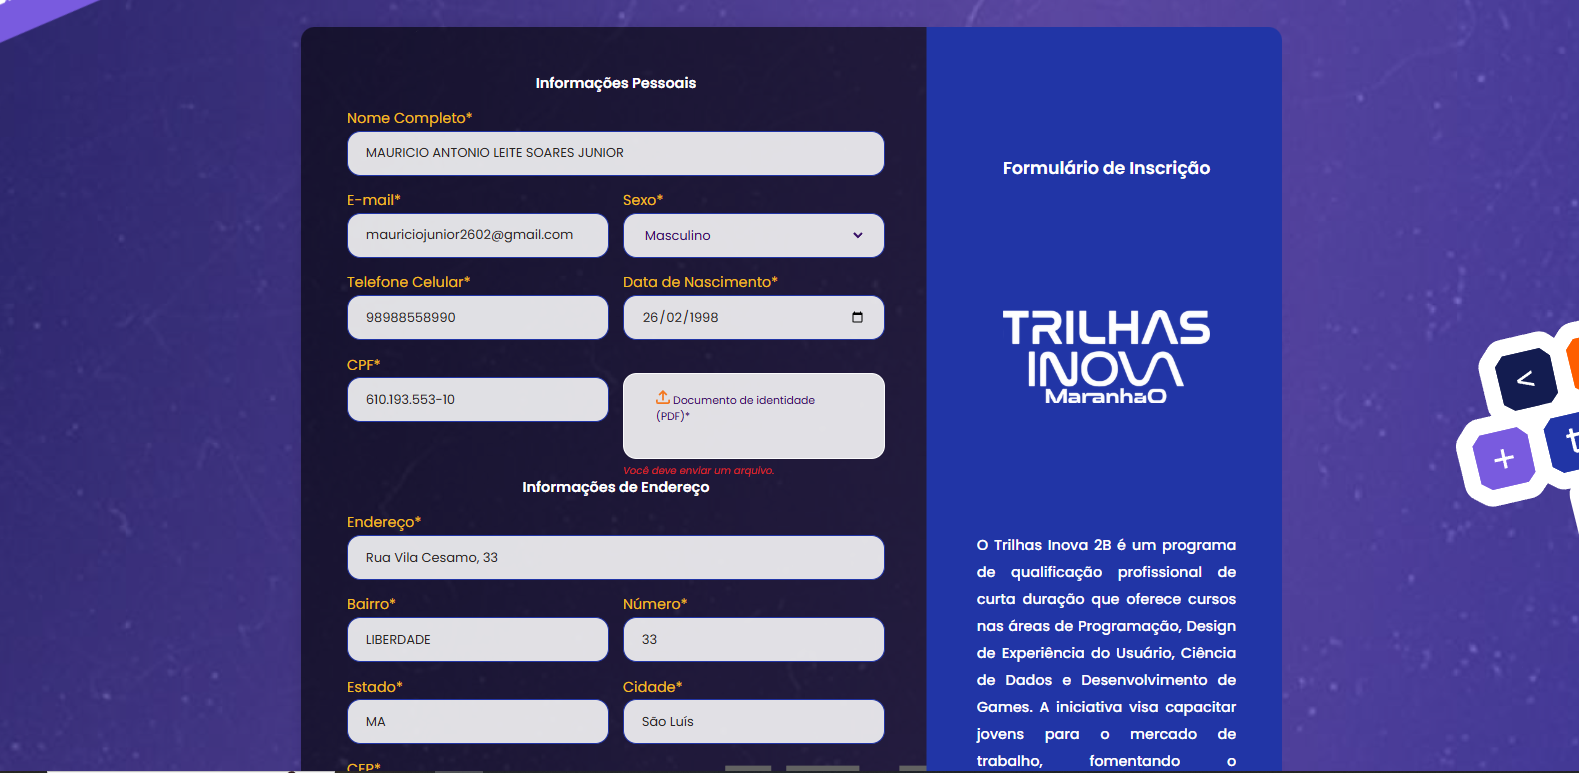 Informações Pessoais
Nome Completo*
MAURICIO ANTONIO LEITE SOARES JUNIOR
E-mail*
Sexo*
mauriciojunior2602@gmail.com
Masculino
Telefone Celular*
Data de Nascimento*
98988558990
26/02/1998
CPF*
610.193.553-10
Documento de identidade
(PDF)*
Você deve enviar um arquivo.
Informações de Endereço
Endereço*
Rua Vila Cesamo, 33
Bairro*
Número*
LIBERDADE
33
Estado*
Cidade*
MA
São Luís
CEP*
Formulário de Inscrição
TRILHAS
INOVA
Maranhão
O Trilhas Inova 2B é um programa
de qualificação profissional de
curta duração que oferece cursos
nas áreas de Programação, Design
de Experiência do Usuário, Ciência
de Dados e Desenvolvimento de
Games. A iniciativa visa capacitar
jovens para o mercado de
trabalho, fomentando o
<
+
t